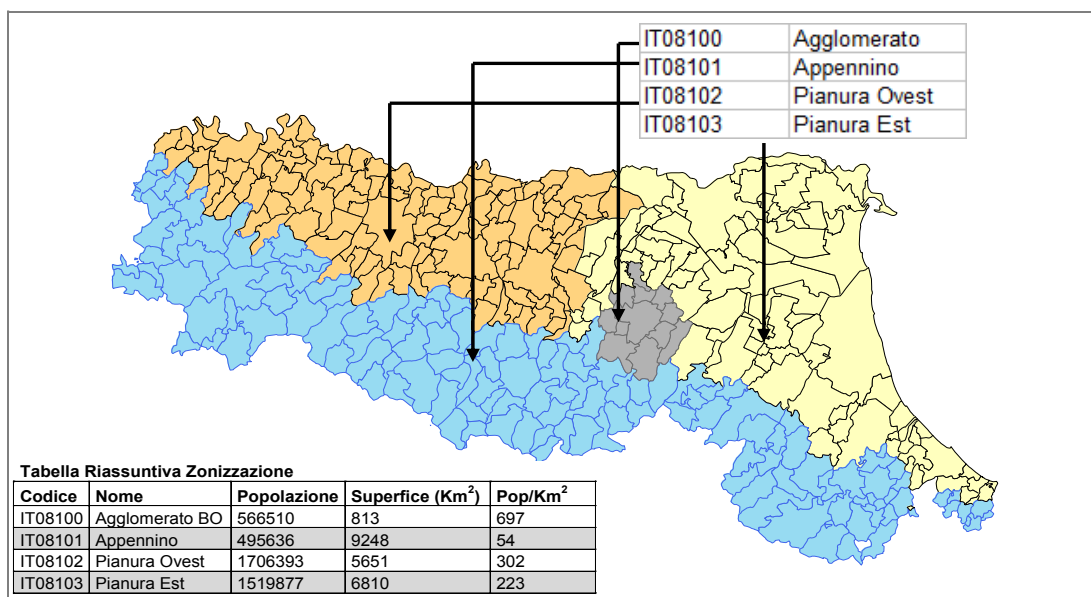 IT08100 Agglomerato
IT08101 Appennino
IT08102 Pianura Ovest
IT08103 Pianura Est
Tabella Riassuntiva Zonizzazione
Codice Nome Popolazione Superfice (Km²) Pop/Km²
IT08100 Agglomerato BO 566510 813 697
IT08101 Appennino 495636 9248 54
IT08102 Pianura Ovest 1706393 5651 302
IT08103 Pianura Est 1519877 6810 223